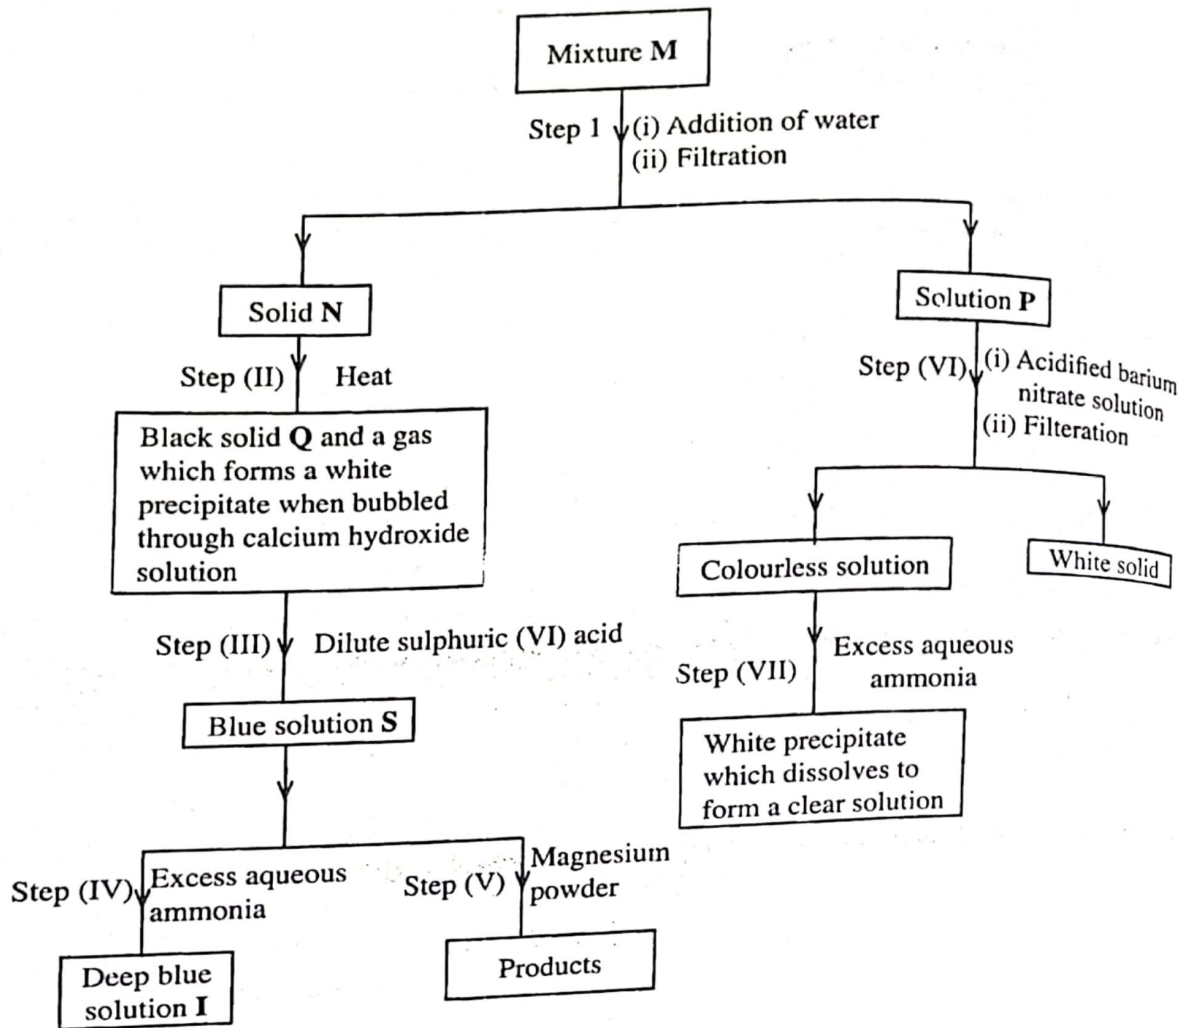 Mixture M
Step 1
(i) Addition of water
(ii) Filtration
Solid N
Solution P
Step (II)
Heat
Step (VI)
(i) Acidified barium
nitrate solution
(ii) Filteration
Black solid Q and a gas
which forms a white
precipitate when bubbled
through calcium hydroxide
solution
Colourless solution
White solid
Step (III)
Dilute sulphuric (VI) acid
Step (VII)
Excess aqueous
ammonia
Blue solution S
White precipitate
which dissolves to
form a clear solution
Step (IV)
Excess aqueous
ammonia
Step (V)
Magnesium
powder
Deep blue
solution I
Products